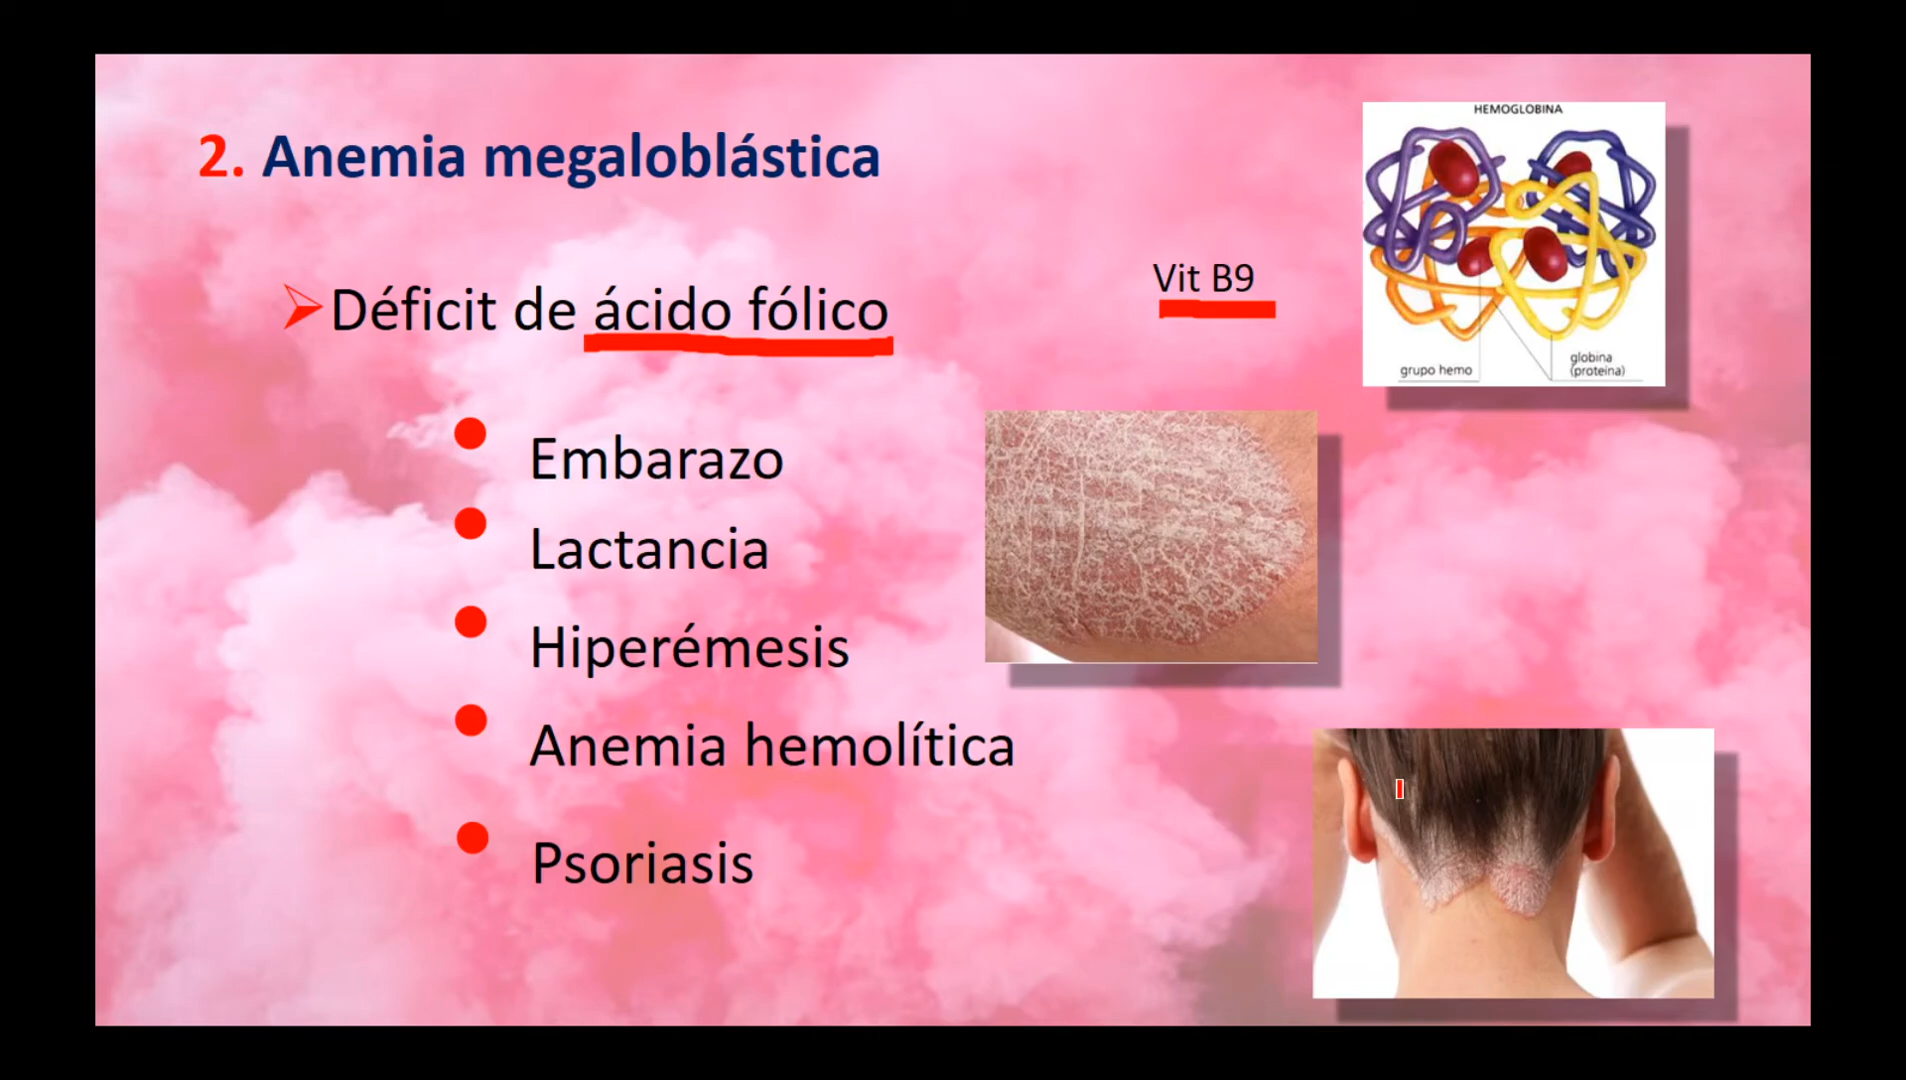 2. Anemia megaloblástica
HEMOGLOBINA
Vit B9
Déficit de ácido fólico
grupo hemo
globina
(proteina)
Embarazo
Lactancia
Hiperémesis
Anemia hemolítica
Psoriasis